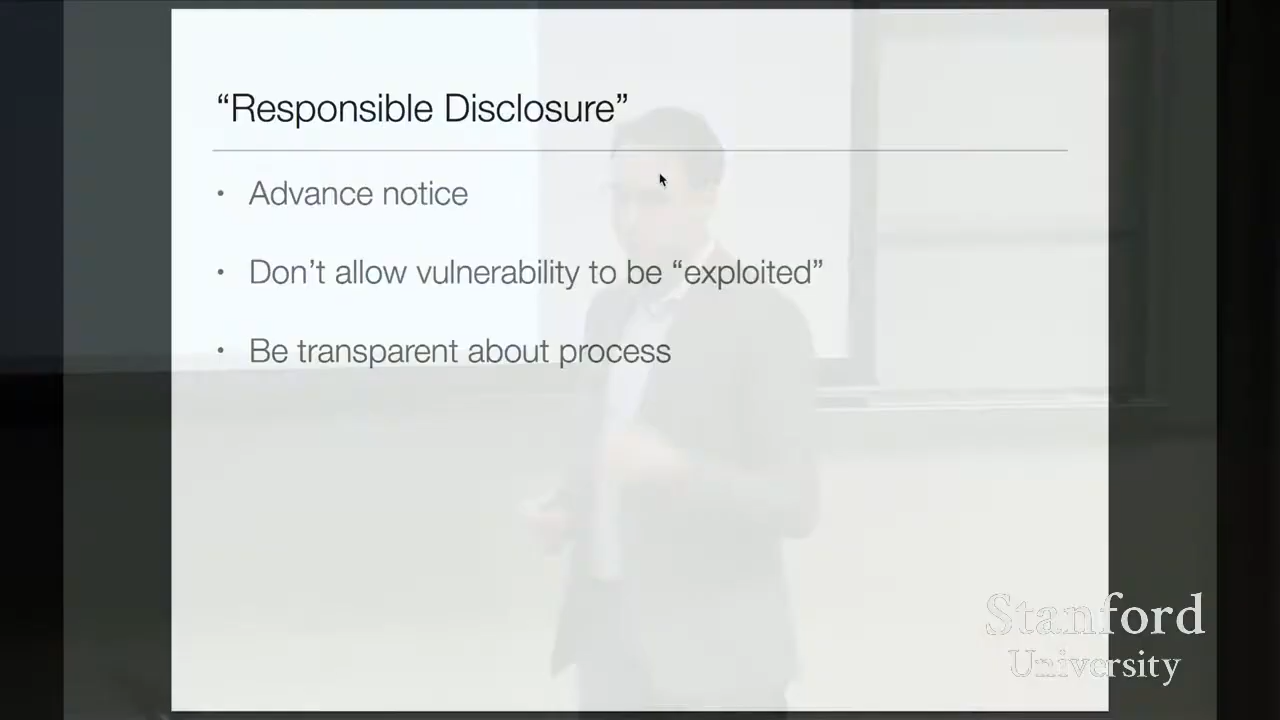 “Responsible Disclosure”
• Advance notice
• Don’t allow vulnerability to be “exploited”
• Be transparent about process
Stanford
University